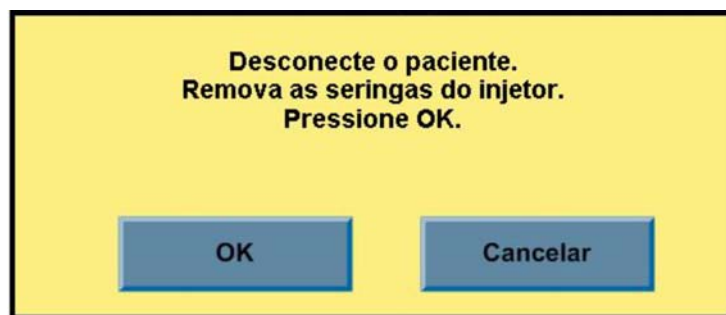 Desconecte o paciente.
Remova as seringas do injetor.
Pressione OK.
OK
Cancelar